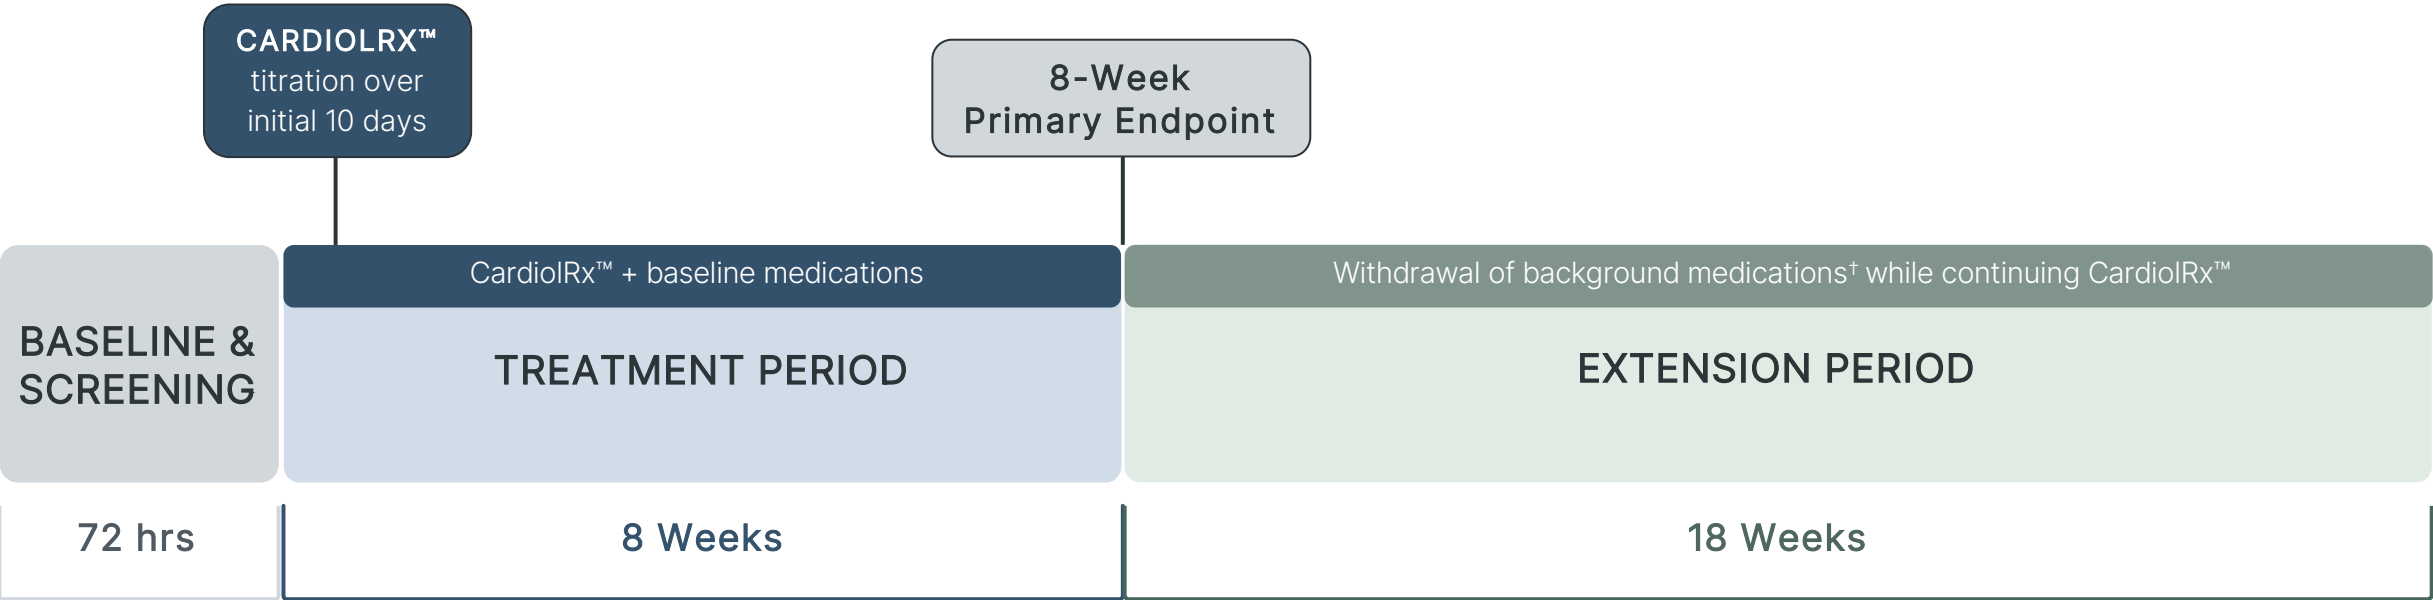 CARDIOLRX™
titration over
initial 10 days
8-Week
Primary Endpoint
CardiolRx™ + baseline medications
Withdrawal of background medications† while continuing CardiolRx™
BASELINE &
SCREENING
TREATMENT PERIOD
EXTENSION PERIOD
72 hrs
8 Weeks
18 Weeks